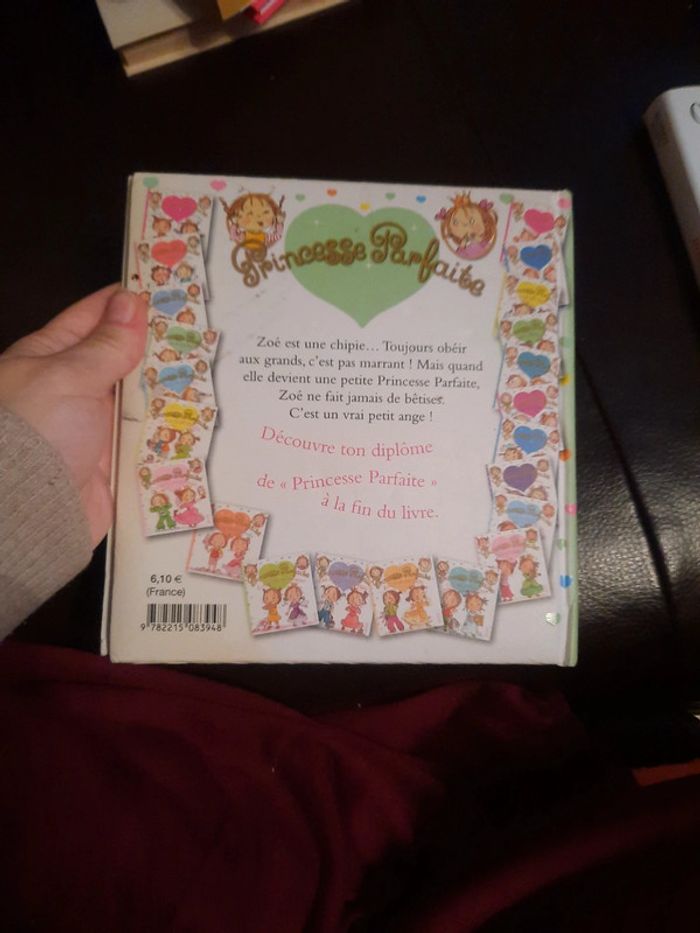 Princesse Parfaite
Zoé est une chipie... Toujours obéir
aux grands, c'est pas marrant ! Mais quand
elle devient une petite Princesse Parfaite,
Zoé ne fait jamais de bêtises.
C'est un vrai petit ange !
Découvre ton diplôme
de « Princesse Parfaite »
à la fin du livre.
6,10 €
(France)
9 782215 083948